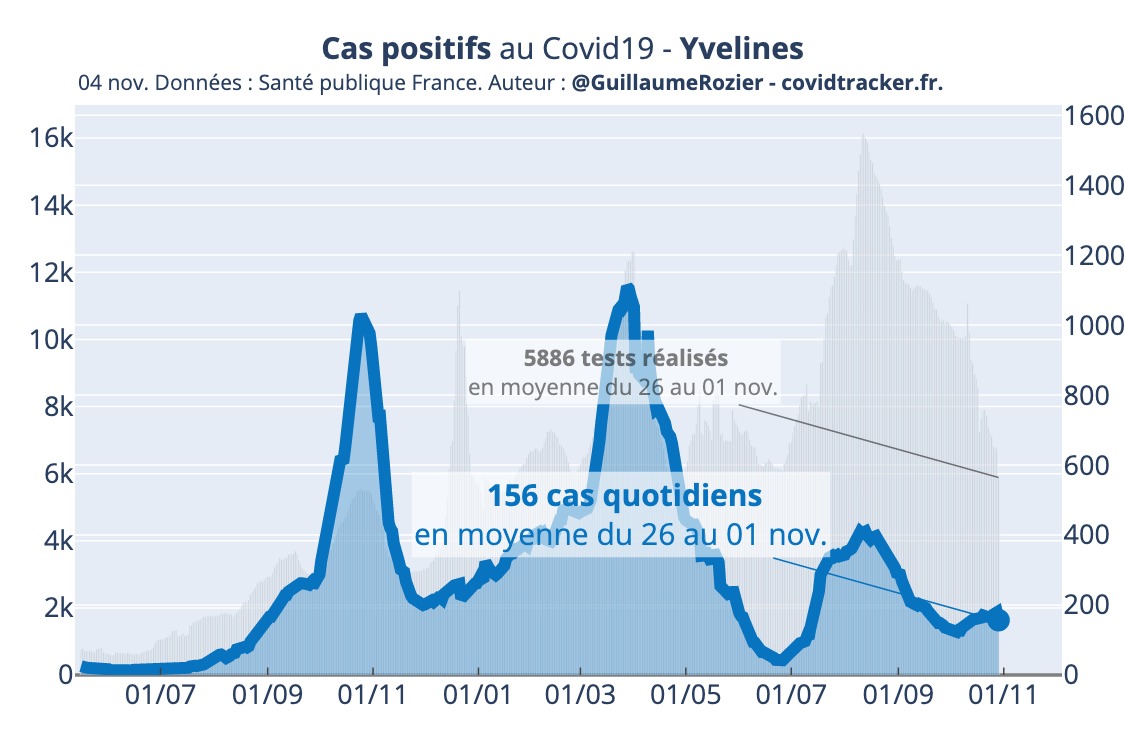 Cas positifs au Covid19 - Yvelines
04 nov. Données : Santé publique France. Auteur : @GuillaumeRozier - covidtracker.fr.
16k
14k
12k
10k
8k
6k
4k
2k
0
1600
1400
1200
1000
800
600
400
200
0
5886 tests réalisés
en moyenne du 26 au 01 nov.
156 cas quotidiens
en moyenne du 26 au 01 nov.
01/07 01/09 01/11 01/01 01/03 01/05 01/07 01/09 01/11